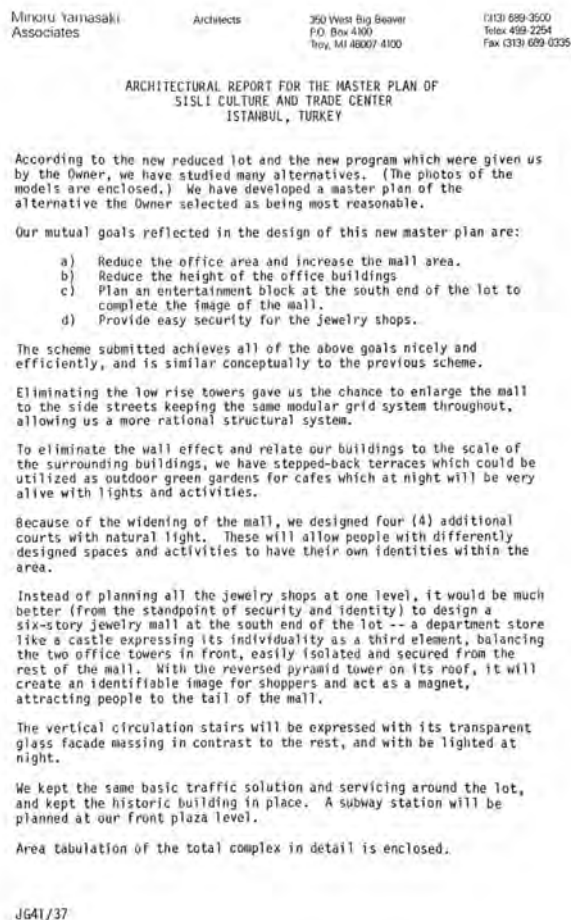 Minoru Yamasaki Architects 350 West Big Beaver (313) 689-3500
Associates P.O. Box 4100 Telex 499-2254
Troy, MI 48007-4100 Fax (313) 689-0335
ARCHITECTURAL REPORT FOR THE MASTER PLAN OF
SISLI CULTURE AND TRADE CENTER
ISTANBUL, TURKEY
According to the new reduced lot and the new program which were given us
by the Owner, we have studied many alternatives. (The photos of the
models are enclosed.) We have developed a master plan of the
alternative the Owner selected as being most reasonable.
Our mutual goals reflected in the design of this new master plan are:
a) Reduce the office area and increase the mall area.
b) Reduce the height of the office buildings
c) Plan an entertainment block at the south end of the lot to
complete the image of the mall.
d) Provide easy security for the jewelry shops.
The scheme submitted achieves all of the above goals nicely and
efficiently, and is similar conceptually to the previous scheme.
Eliminating the low rise towers gave us the chance to enlarge the mall
to the side streets keeping the same modular grid system throughout,
allowing us a more rational structural system.
To eliminate the wall effect and relate our buildings to the scale of
the surrounding buildings, we have stepped-back terraces which could be
utilized as outdoor green gardens for cafes which at night will be very
alive with lights and activities.
Because of the widening of the mall, we designed four (4) additional
courts with natural light. These will allow people with differently
designed spaces and activities to have their own identities within the
area.
Instead of planning all the jewelry shops at one level, it would be much
better (from the standpoint of security and identity) to design a
six-story jewelry mall at the south end of the lot -- a department store
like a castle expressing its individuality as a third element, balancing
the two office towers in front, easily isolated and secured from the
rest of the mall. With the reversed pyramid tower on its roof, it will
create an identifiable image for shoppers and act as a magnet,
attracting people to the tail of the mall.
The vertical circulation stairs will be expressed with its transparent
glass facade massing in contrast to the rest, and with be lighted at
night.
We kept the same basic traffic solution and servicing around the lot,
and kept the historic building in place. A subway station will be
planned at our front plaza level.
Area tabulation of the total complex in detail is enclosed.
JG41/37